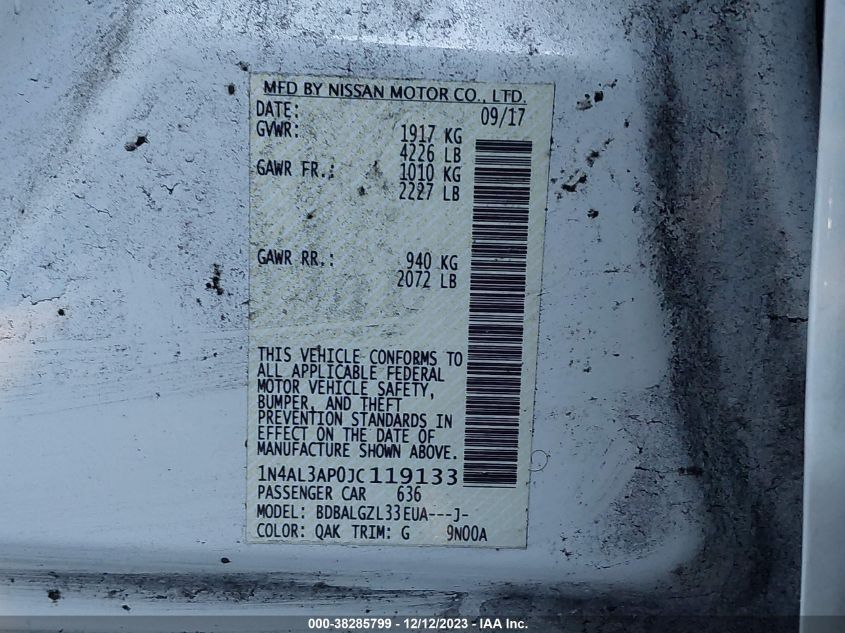 MFD BY NISSAN MOTOR CO., LTD.
DATE: 09/17
GVWR: 1917 KG
4226 LB
GAWR FR.: 1010 KG
2227 LB
GAWR RR.: 940 KG
2072 LB
THIS VEHICLE CONFORMS TO
ALL APPLICABLE FEDERAL
MOTOR VEHICLE SAFETY,
BUMPER, AND THEFT
PREVENTION STANDARDS IN
EFFECT ON THE DATE OF
MANUFACTURE SHOWN ABOVE.
1N4AL3AP0JC119133
PASSENGER CAR 636
MODEL: BDBALGZL33EUA---J-
COLOR: QAK TRIM: G 9N00A
000-38285799 - 12/12/2023 - IAA Inc.